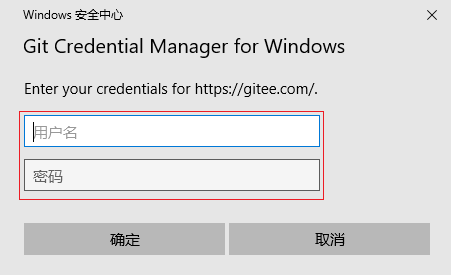 Windows 安全中心
Git Credential Manager for Windows
Enter your credentials for https://gitee.com/.
用户名
密码
确定
取消